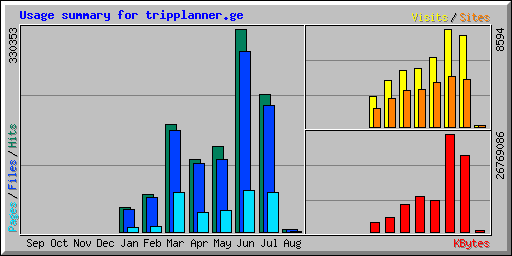 Usage summary for tripplanner.ge
Visits/Sites
330353
8594
Pages/Files/Hits
26769086
Sep Oct Nov Dec Jan Feb Mar Apr May Jun Jul Aug
KBytes